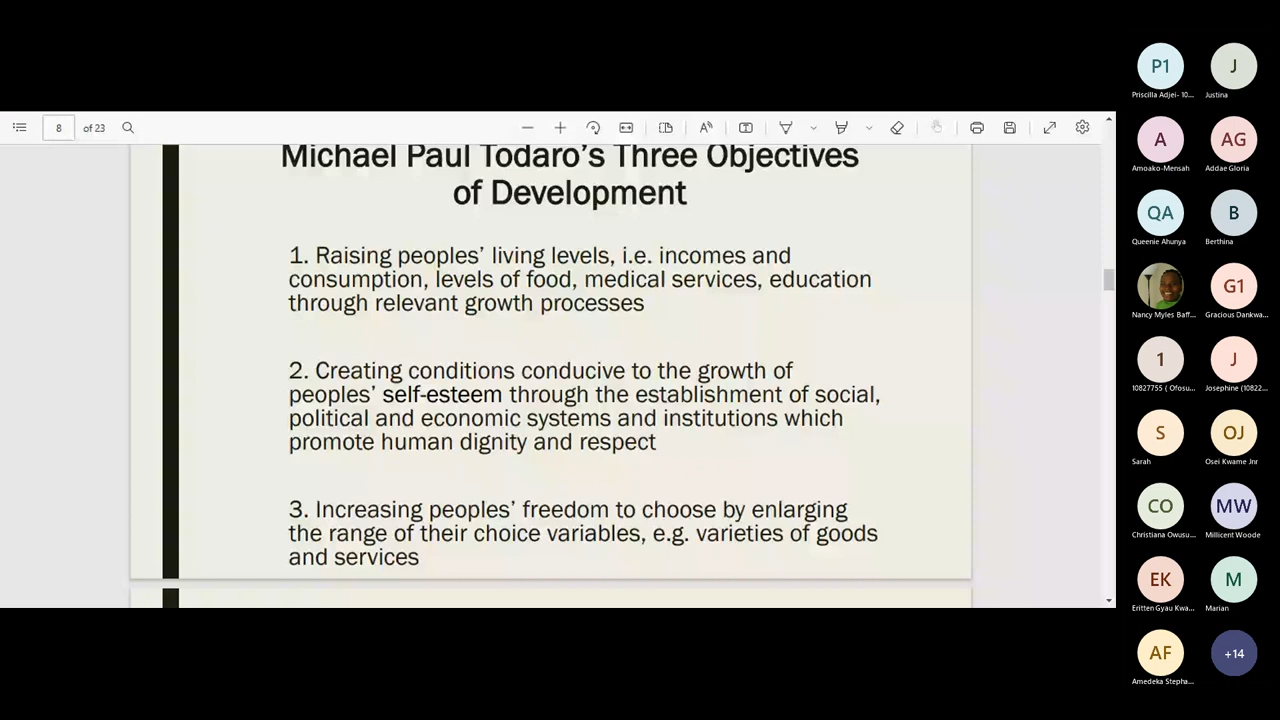 8
of 23
Michael Paul Todaro’s Three Objectives
of Development
1. Raising peoples’ living levels, i.e. incomes and
consumption, levels of food, medical services, education
through relevant growth processes
2. Creating conditions conducive to the growth of
peoples’ self-esteem through the establishment of social,
political and economic systems and institutions which
promote human dignity and respect
3. Increasing peoples’ freedom to choose by enlarging
the range of their choice variables, e.g. varieties of goods
and services
P1
J
Priscilla Adjei- 10...
Justina
A
AG
Amoako-Mensah
Addae Gloria
QA
B
Queenie Ahunya
Berthina
G1
Nancy Myles Baff...
Gracious Dankwa...
1
J
10827755 ( Ofosu...
Josephine (10822...
S
OJ
Sarah
Osei Kwame Jnr
CO
MW
Christiana Owusu...
Millicent Woode
EK
M
Eritten Gyau Kwa...
Marian
AF
+14
Amedeka Stepha...